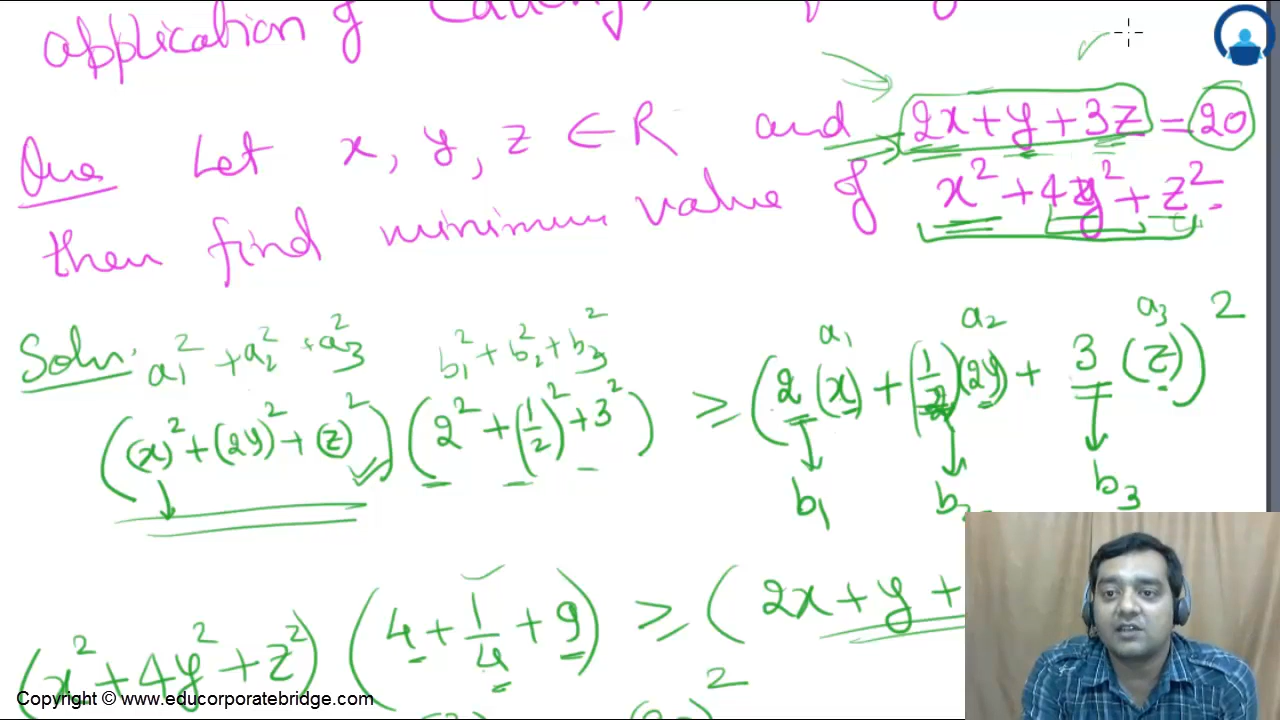 application of
Que Let x, y, z ∈ R and 2x + y + 3z = 20
then find minimum value of x² + 4y² + z².
Soln: a₁² + a₂² + a₃² b₁² + b₂² + b₃² a₁ a₂ a₃
((x)² + (2y)² + (z)²) (2² + (1/2)² + 3²) ≥ (2(x) + (1/2)(2y) + 3(z))²
b₁ b₂ b₃
(x² + 4y² + z²) (4 + 1/4 + 9) ≥ (2x + y +
Copyright © www.educorporatebridge.com